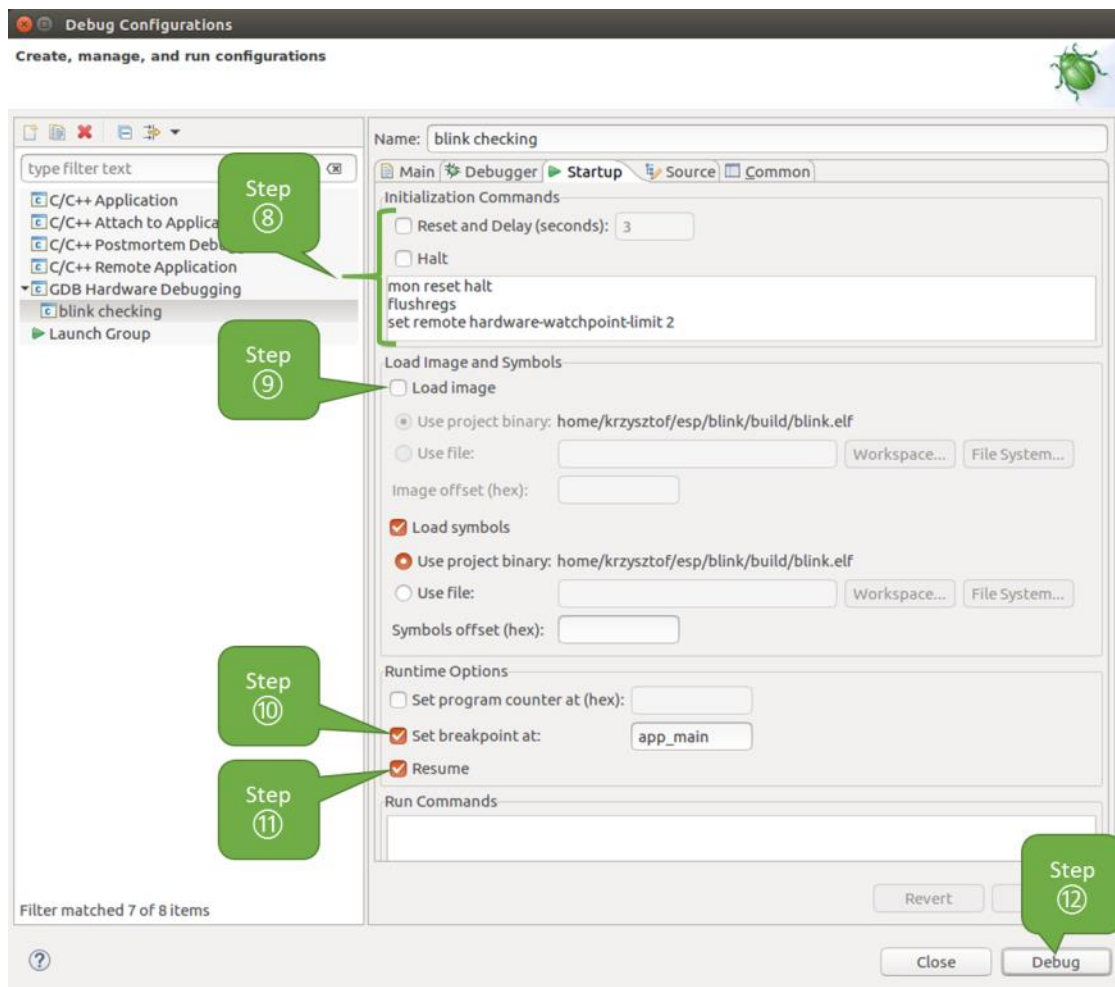 Debug Configurations
Create, manage, and run configurations
type filter text
C/C++ Application
C/C++ Attach to Applica
C/C++ Postmortem Debu
C/C++ Remote Application
GDB Hardware Debugging
blink checking
Launch Group
Filter matched 7 of 8 items
Name: blink checking
Main Debugger Startup Source Common
Initialization Commands
Reset and Delay (seconds): 3
Halt
mon reset halt
flushregs
set remote hardware-watchpoint-limit 2
Load Image and Symbols
Load image
Use project binary: home/krzysztof/esp/blink/build/blink.elf
Use file: Workspace... File System...
Image offset (hex):
Load symbols
Use project binary: home/krzysztof/esp/blink/build/blink.elf
Use file: Workspace... File System...
Symbols offset (hex):
Runtime Options
Set program counter at (hex):
Set breakpoint at: app_main
Resume
Run Commands
Revert
Close Debug
Step
⑧
Step
⑨
Step
⑩
Step
⑪
Step
⑫